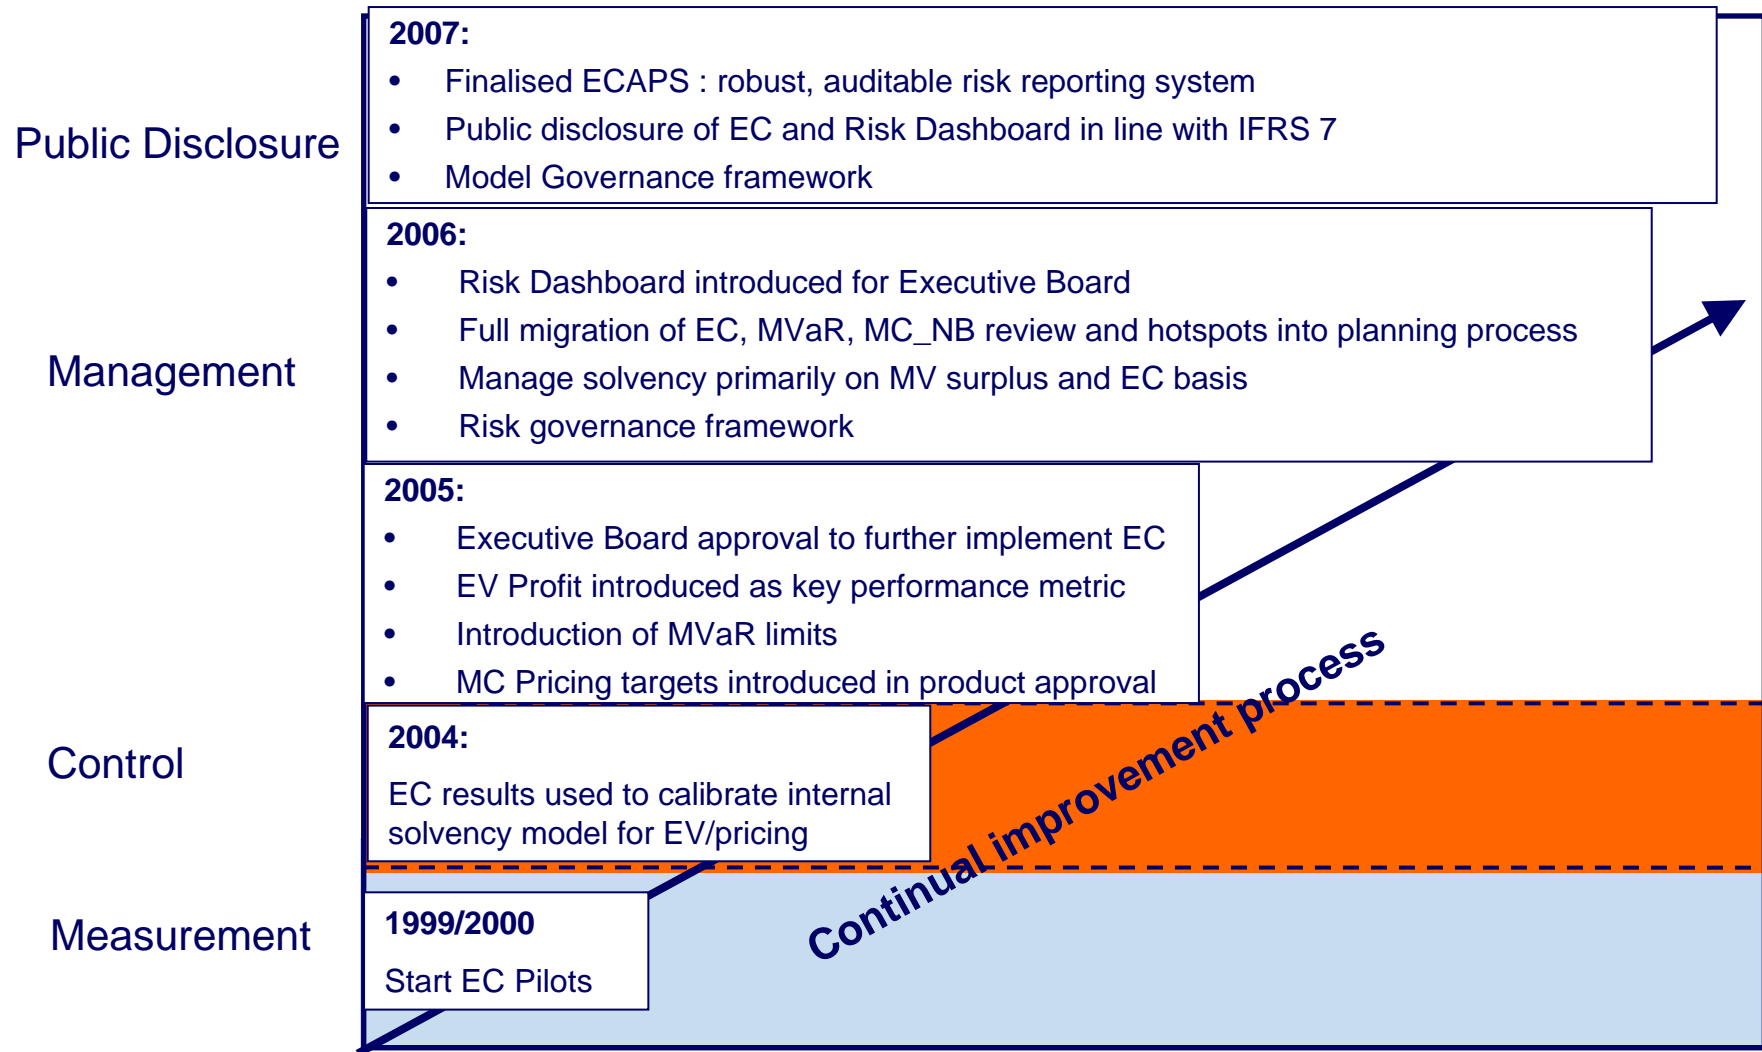 Public Disclosure
2007:
• Finalised ECAPS : robust, auditable risk reporting system
• Public disclosure of EC and Risk Dashboard in line with IFRS 7
• Model Governance framework
Management
2006:
• Risk Dashboard introduced for Executive Board
• Full migration of EC, MVaR, MC_NB review and hotspots into planning process
• Manage solvency primarily on MV surplus and EC basis
• Risk governance framework
2005:
• Executive Board approval to further implement EC
• EV Profit introduced as key performance metric
• Introduction of MVaR limits
• MC Pricing targets introduced in product approval
Control
2004:
EC results used to calibrate internal
solvency model for EV/pricing
Measurement
1999/2000
Start EC Pilots
Continual improvement process